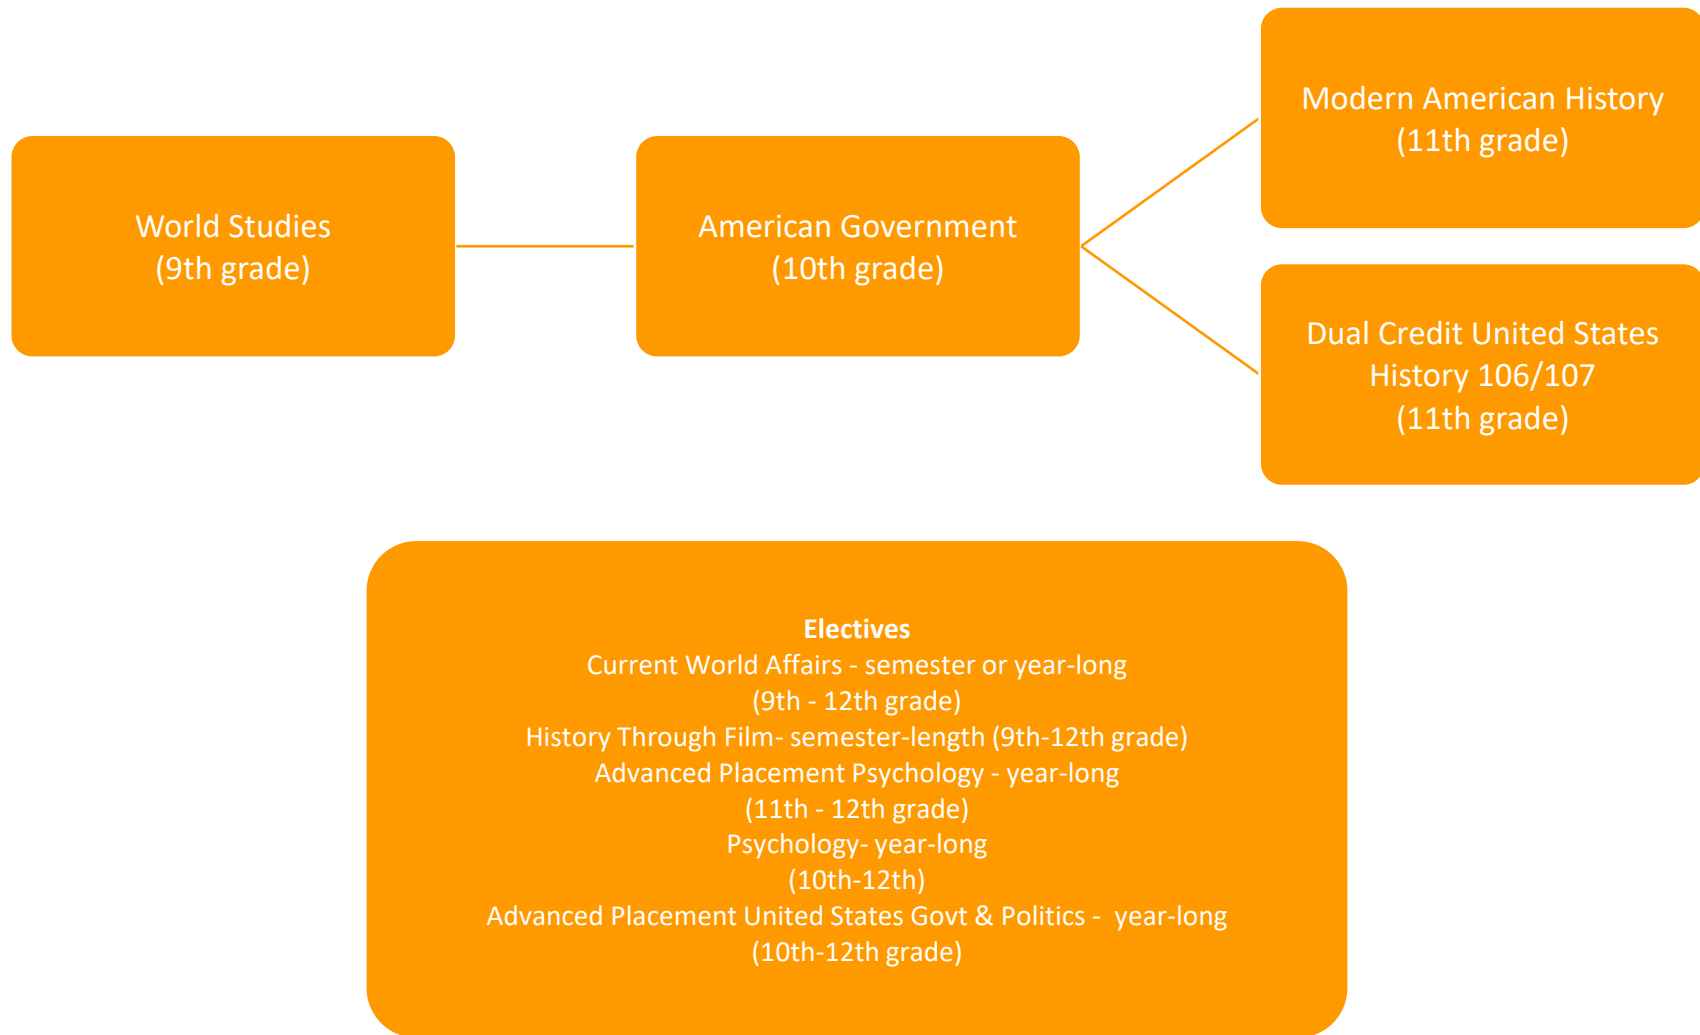 World Studies
(9th grade)
American Government
(10th grade)
Modern American History
(11th grade)
Dual Credit United States
History 106/107
(11th grade)
Electives
Current World Affairs - semester or year-long
(9th - 12th grade)
History Through Film- semester-length (9th-12th grade)
Advanced Placement Psychology - year-long
(11th - 12th grade)
Psychology- year-long
(10th-12th)
Advanced Placement United States Govt & Politics -  year-long
(10th-12th grade)